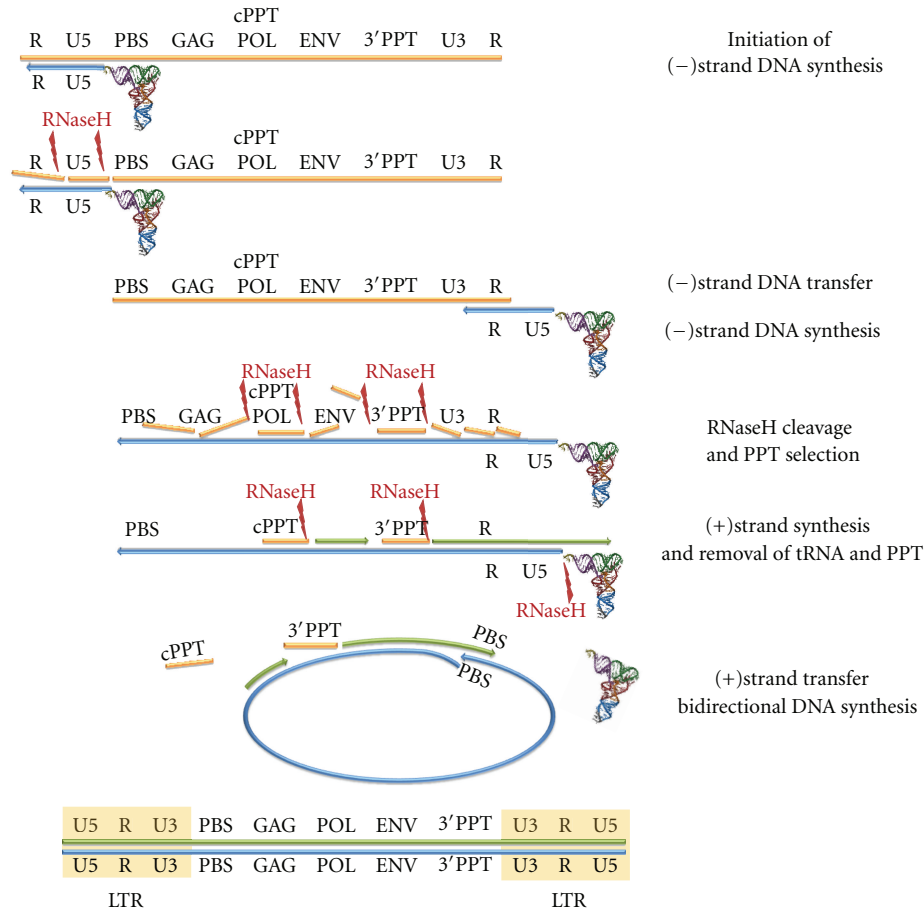 cPPT
R U5 PBS GAG POL ENV 3′PPT U3 R
R U5
Initiation of
(−)strand DNA synthesis
RNaseH
cPPT
R U5 PBS GAG POL ENV 3′PPT U3 R
R U5
cPPT
PBS GAG POL ENV 3′PPT U3 R
R U5
(−)strand DNA transfer
(−)strand DNA synthesis
RNaseH RNaseH
cPPT
PBS GAG POL ENV 3′PPT U3 R
R U5
RNaseH cleavage
and PPT selection
RNaseH RNaseH
PBS cPPT 3′PPT R
R U5
RNaseH
(+)strand synthesis
and removal of tRNA and PPT
cPPT 3′PPT PBS
PBS
(+)strand transfer
bidirectional DNA synthesis
U5 R U3 PBS GAG POL ENV 3′PPT U3 R U5
U5 R U3 PBS GAG POL ENV 3′PPT U3 R U5
LTR LTR